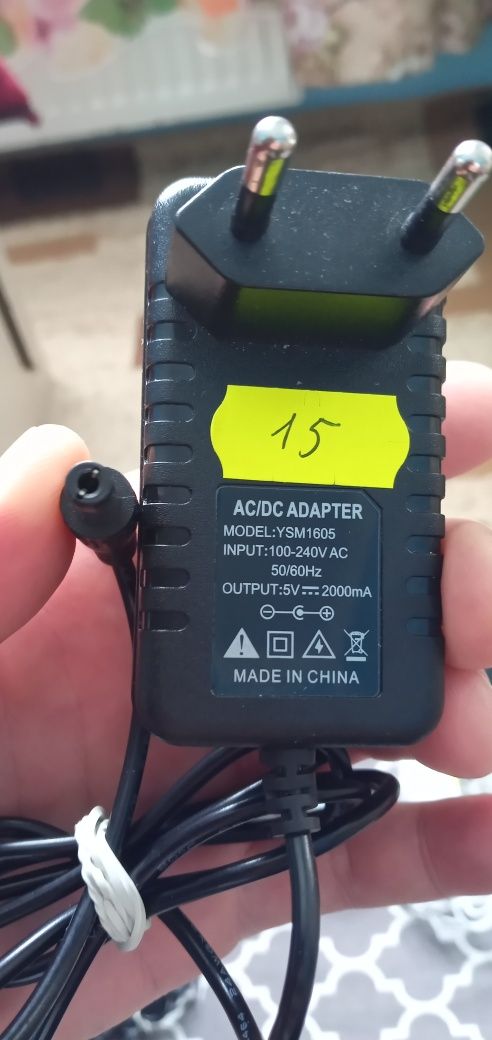 15
AC/DC ADAPTER
MODEL:YSM1605
INPUT:100-240V AC
50/60Hz
OUTPUT:5V⎓2000mA
MADE IN CHINA